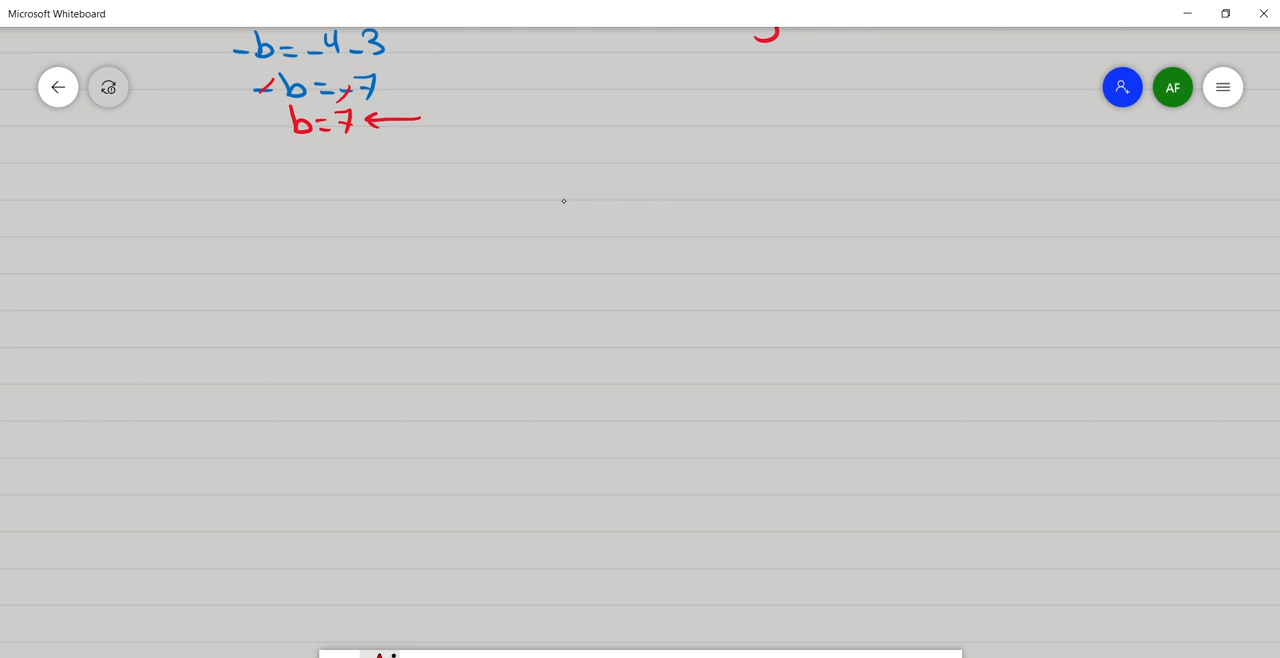 Microsoft Whiteboard
-b = -4 -3
-b = -7
b = 7 ←
AF